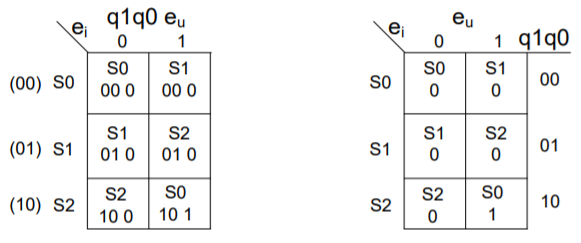 q1q0 eu
ei 0 1
(00) S0 S0 S1
00 0 00 0
(01) S1 S1 S2
01 0 01 0
(10) S2 S2 S0
10 0 10 1
eu
ei 0 1 q1q0
S0 S0 S1 00
0 0
S1 S1 S2 01
0 0
S2 S2 S0 10
0 1